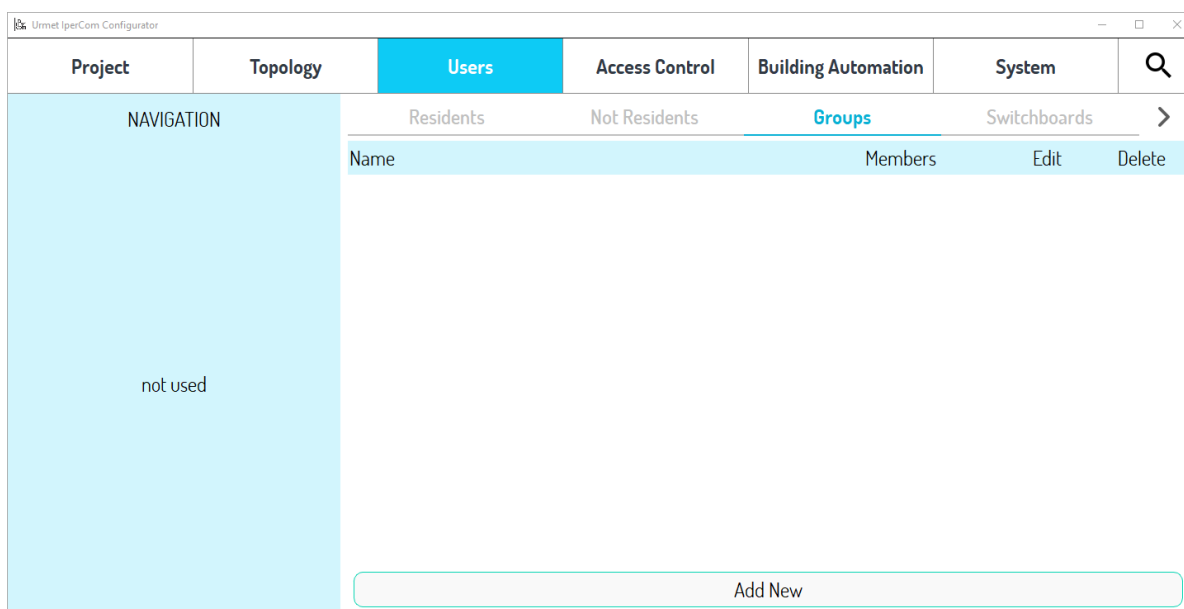 Urmet IperCom Configurator
Project Topology Users Access Control Building Automation System
NAVIGATION
Residents Not Residents Groups Switchboards
Name Members Edit Delete
not used
Add New